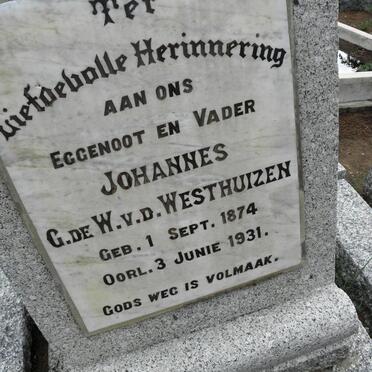 Ter
Liefdevolle Herinnering
AAN ONS
EGGENOOT EN VADER
JOHANNES
G. DE W. V. D. WESTHUIZEN
GEB. 1 SEPT. 1874
OORL. 3 JUNIE 1931.
GODS WEG IS VOLMAAK.